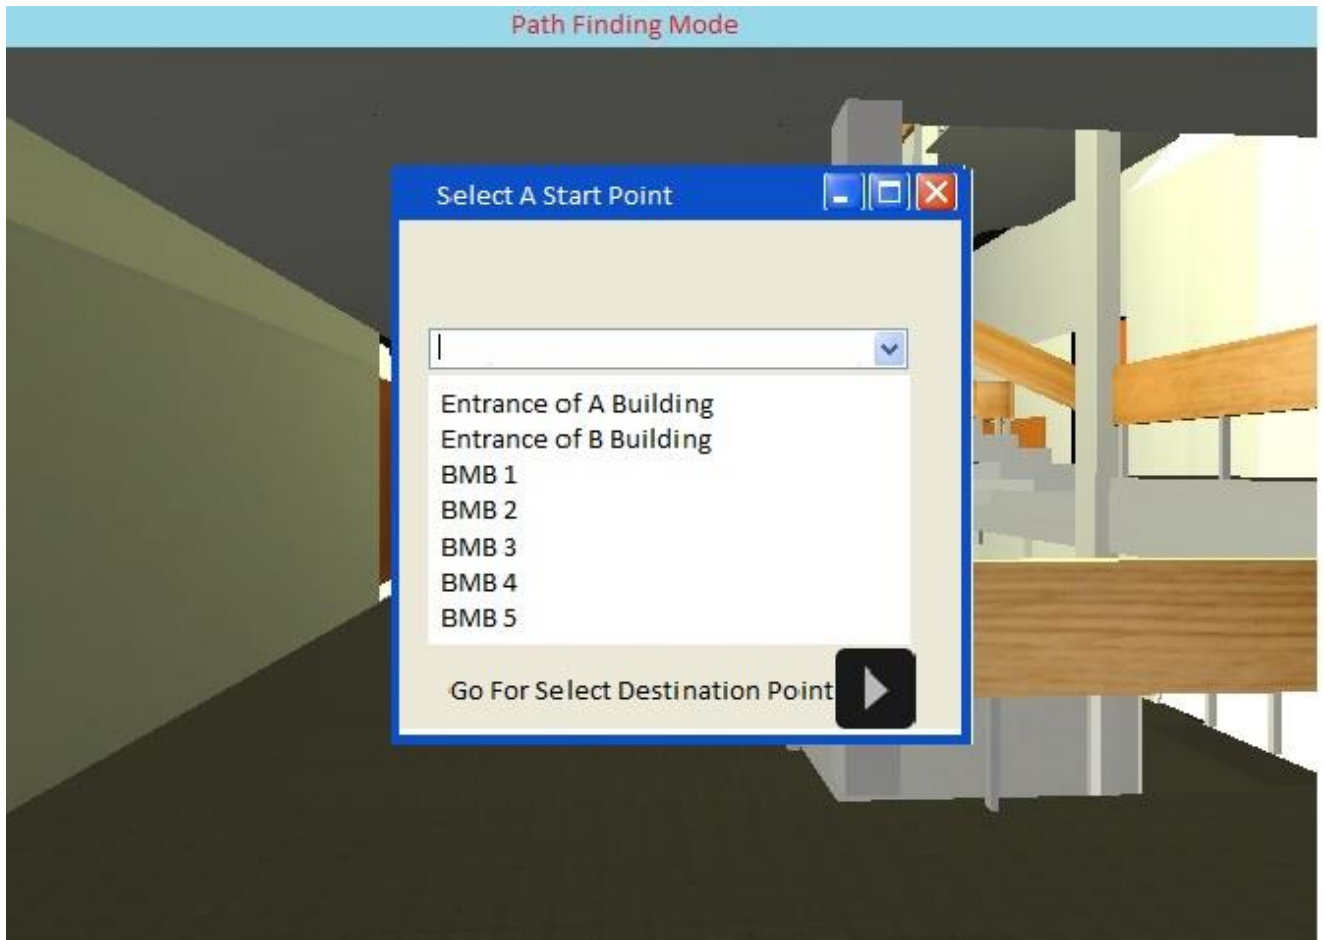 Path Finding Mode
Select A Start Point
Entrance of A Building
Entrance of B Building
BMB 1
BMB 2
BMB 3
BMB 4
BMB 5
Go For Select Destination Point